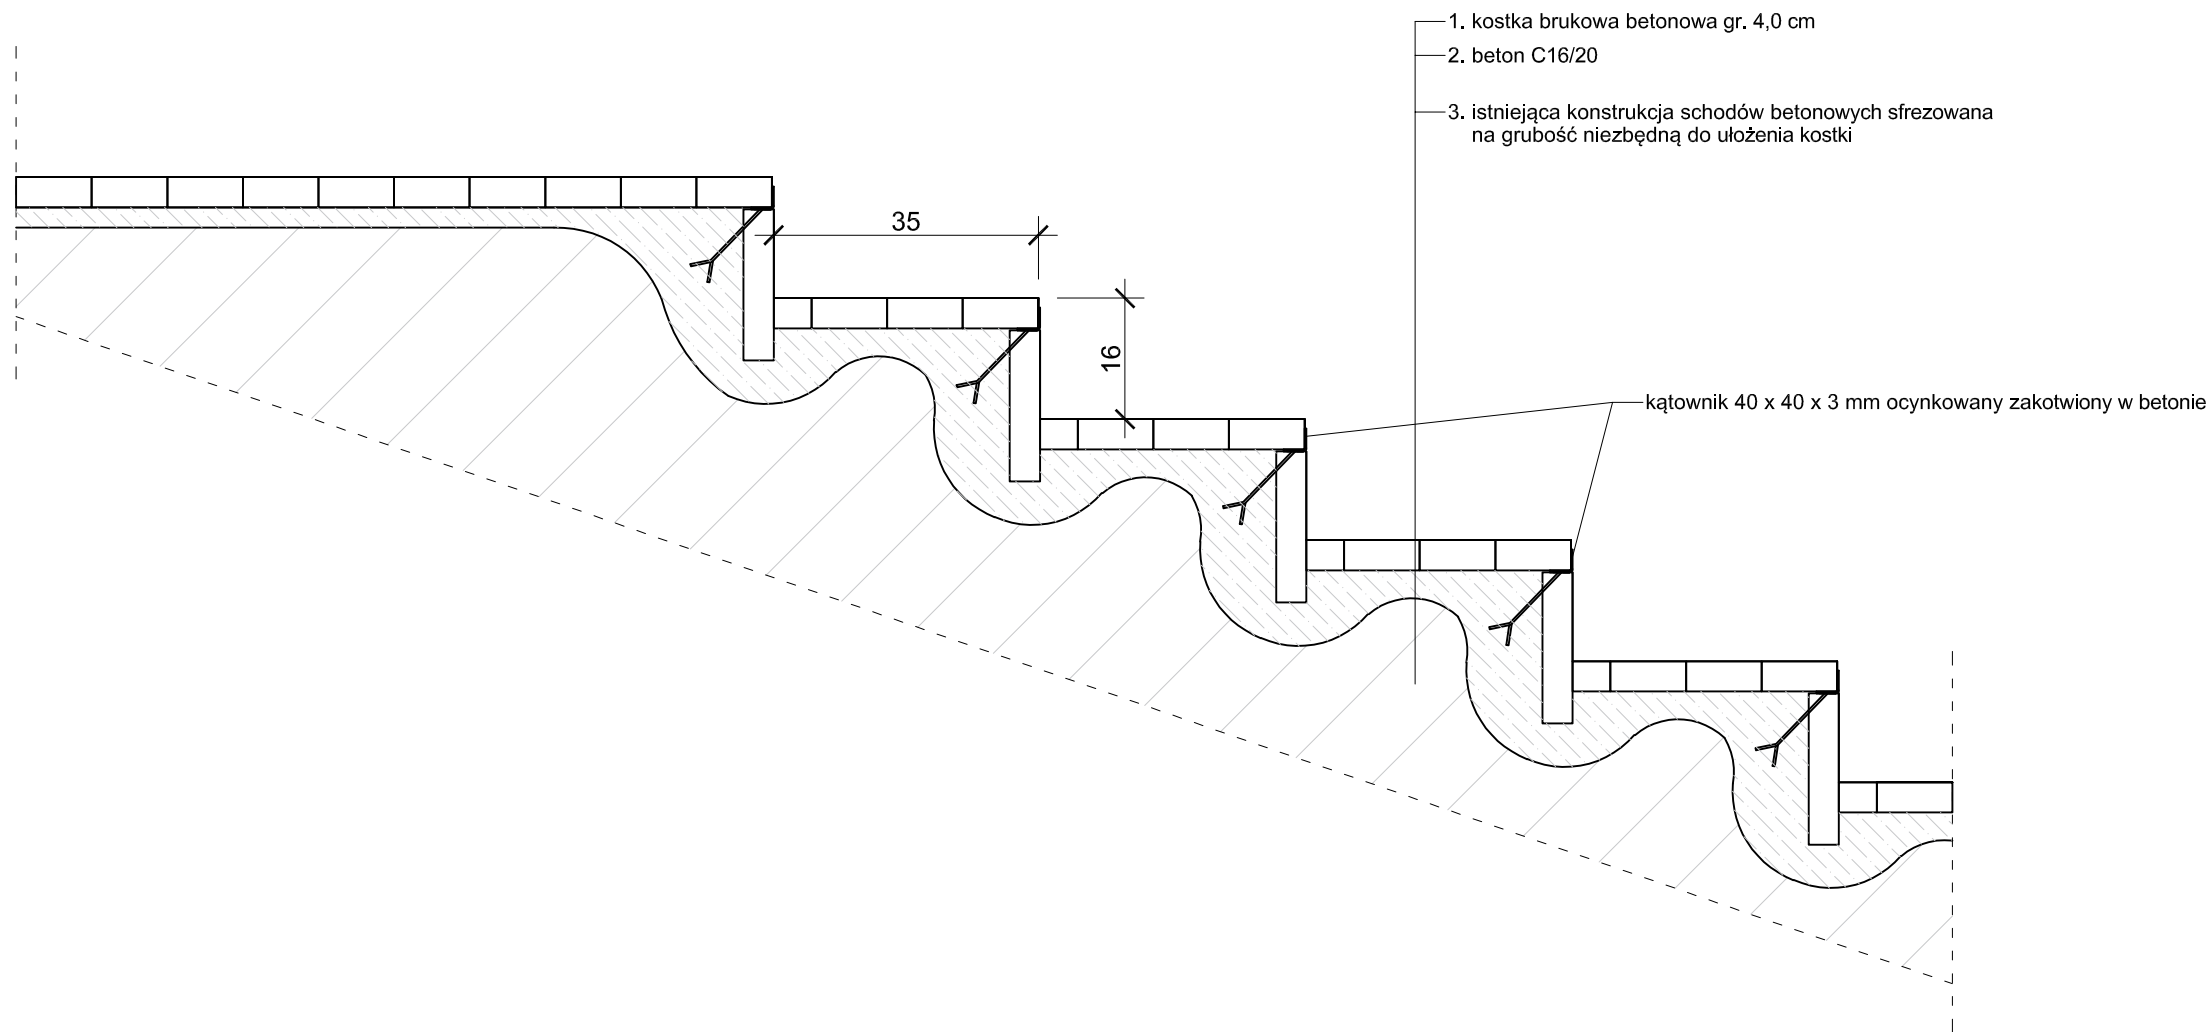 1. kostka brukowa betonowa gr. 4,0 cm
2. beton C16/20
3. istniejąca konstrukcja schodów betonowych sfrezowana
na grubość niezbędną do ułożenia kostki
35
16
kątownik 40 x 40 x 3 mm ocynkowany zakotwiony w betonie